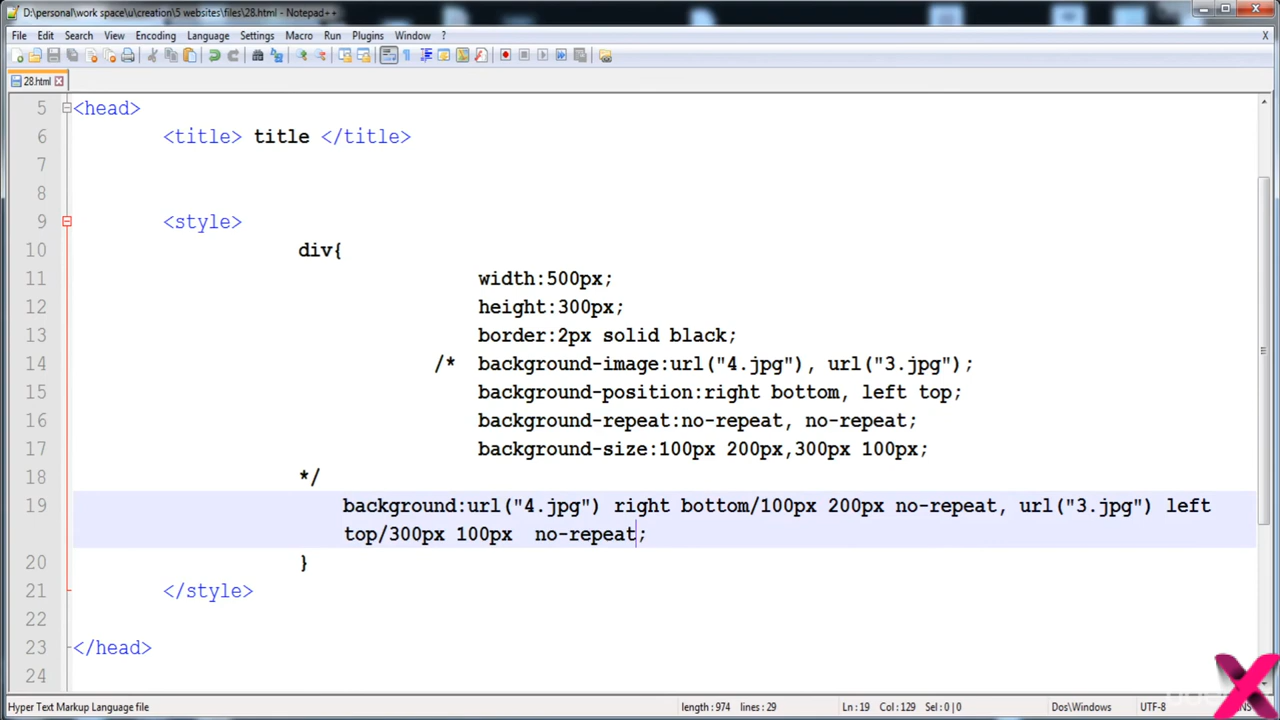 D:\personal\work space\u\creation\5 websites\files\28.html - Notepad++
File Edit Search View Encoding Language Settings Macro Run Plugins Window ? X
28.html
5 <head>
6 <title> title </title>
7
8
9 <style>
10 div{
11 width:500px;
12 height:300px;
13 border:2px solid black;
14 /* background-image:url("4.jpg"), url("3.jpg");
15 background-position:right bottom, left top;
16 background-repeat:no-repeat, no-repeat;
17 background-size:100px 200px,300px 100px;
18 */
19 background:url("4.jpg") right bottom/100px 200px no-repeat, url("3.jpg") left
top/300px 100px  no-repeat;
20 }
21 </style>
22
23 </head>
24
Hyper Text Markup Language file length: 974 lines: 29 Ln:19 Col:129 Sel:0|0 Dos\Windows UTF-8